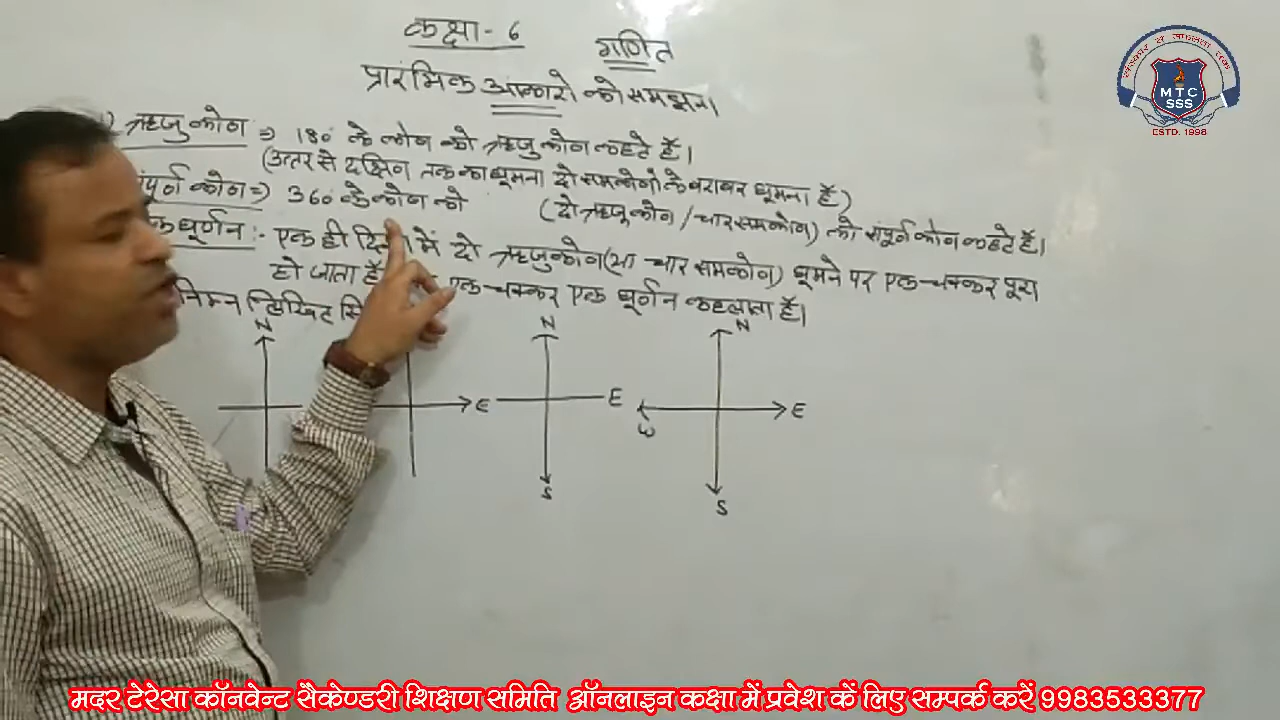 कक्षा - 6 गणित
प्रारंभिक आकारो को समझना
ऋजु कोण ⇒ 180 के कोण को ऋजु कोण कहते हैं।
(उत्तर से दक्षिण तक का घूमना दो समकोणो के बराबर घूमना हैं)
संपूर्ण कोण ⇒ 360 के कोण को (दो ऋजु कोण / चार समकोण) को संपूर्ण कोण कहते हैं।
घूर्णन :- एक ही दिशा में दो ऋजुकोण (या चार समकोण) घूमने पर एक चक्कर पूरा
हो जाता हैं एक चक्कर एक घूर्णन कहलाता हैं।
निम्न लिखित
N N N
E E W E
S S
संस्कार से सफलता तक
MTC
SSS
ESTD. 1998
मदर टेरेसा कॉनवेन्ट सैकेण्डरी शिक्षण समिति ऑनलाइन कक्षा में प्रवेश कें लिए सम्पर्क करें 9983533377